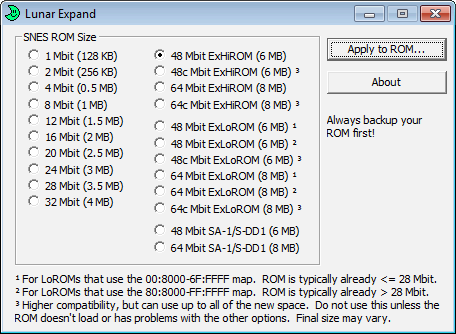 Lunar Expand
SNES ROM Size
1 Mbit (128 KB)
2 Mbit (256 KB)
4 Mbit (0.5 MB)
8 Mbit (1 MB)
12 Mbit (1.5 MB)
16 Mbit (2 MB)
20 Mbit (2.5 MB)
24 Mbit (3 MB)
28 Mbit (3.5 MB)
32 Mbit (4 MB)
48 Mbit ExHiROM (6 MB)
48c Mbit ExHiROM (6 MB) ³
64 Mbit ExHiROM (8 MB)
64c Mbit ExHiROM (8 MB) ³
48 Mbit ExLoROM (6 MB) ¹
48 Mbit ExLoROM (6 MB) ²
48c Mbit ExLoROM (6 MB) ³
64 Mbit ExLoROM (8 MB) ¹
64 Mbit ExLoROM (8 MB) ²
64c Mbit ExLoROM (8 MB) ³
48 Mbit SA-1/S-DD1 (6 MB)
64 Mbit SA-1/S-DD1 (8 MB)
Apply to ROM...
About
Always backup your
ROM first!
¹ For LoROMs that use the 00:8000-6F:FFFF map. ROM is typically already <= 28 Mbit.
² For LoROMs that use the 80:8000-FF:FFFF map. ROM is typically already > 28 Mbit.
³ Higher compatibility, but can use up to all of the new space. Do not use this unless the
ROM doesn't load or has problems with the other options. Final size may vary.